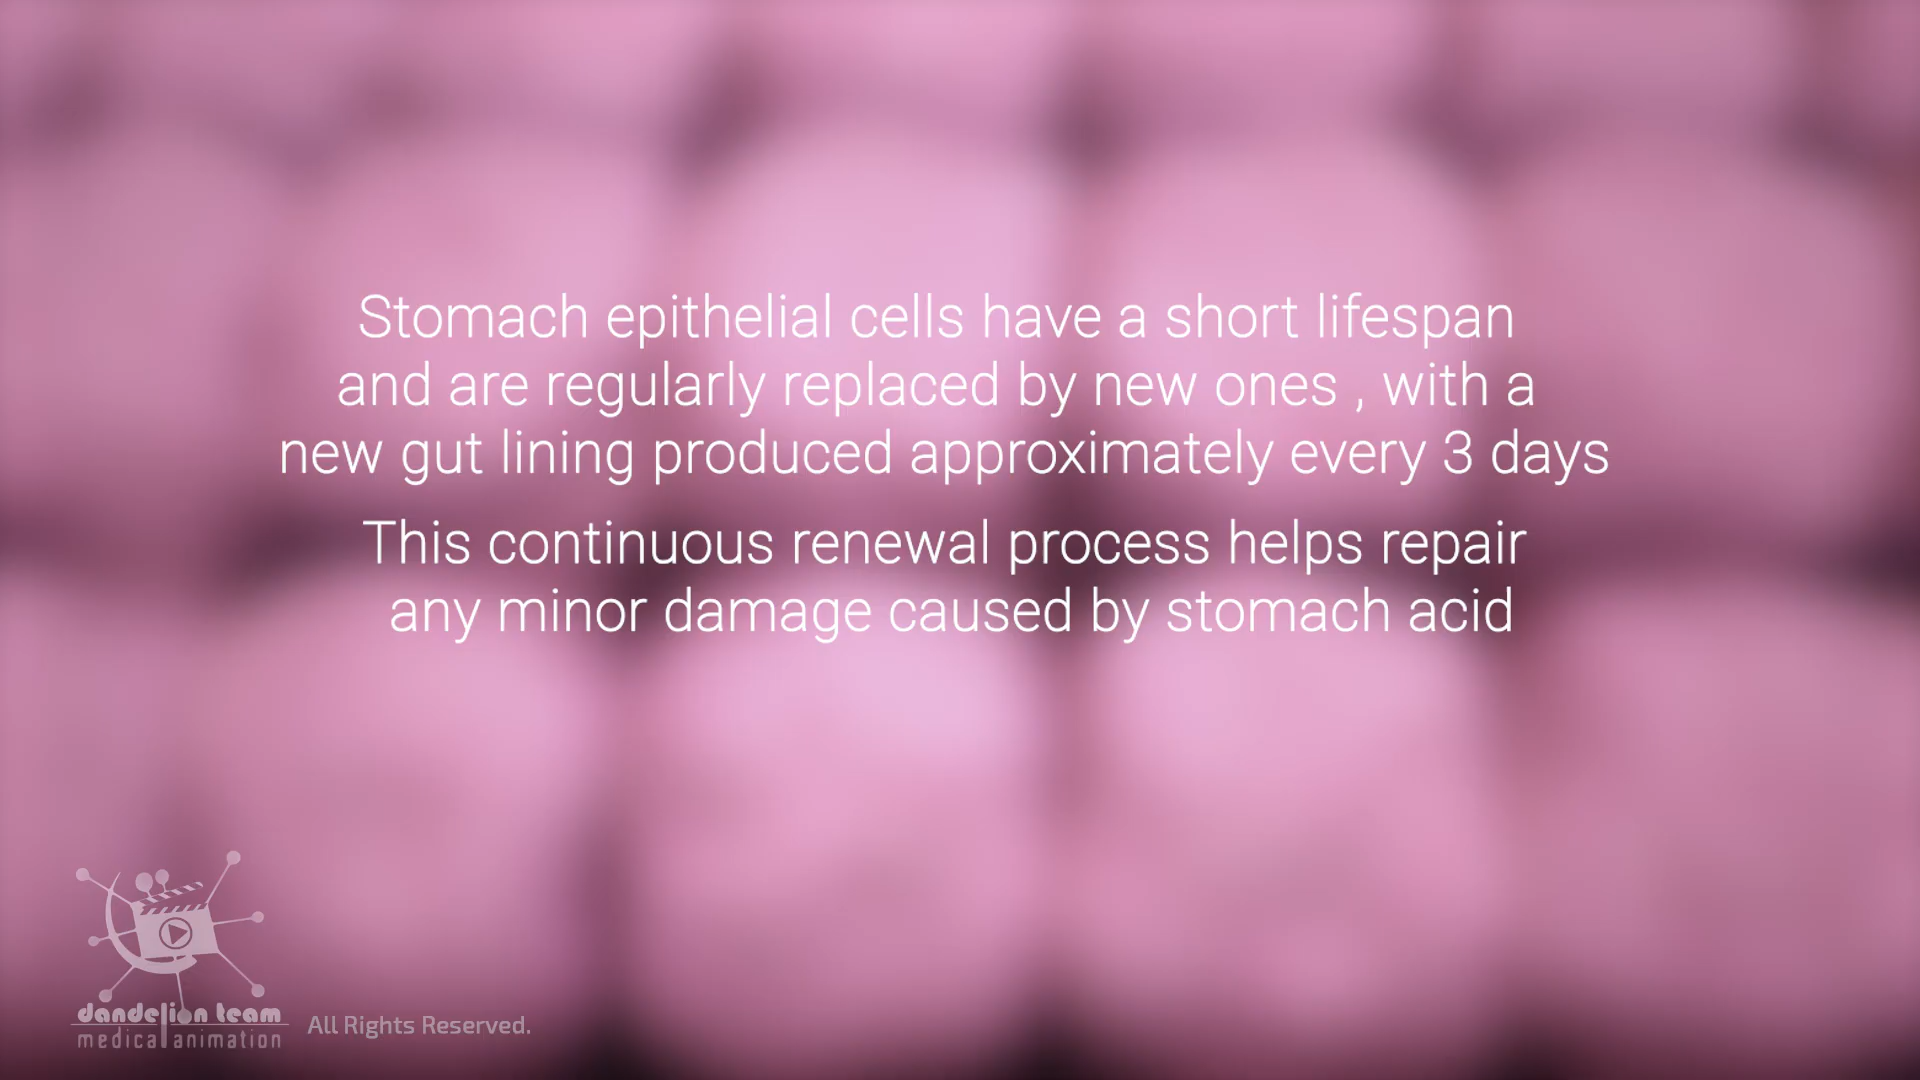 Stomach epithelial cells have a short lifespan
and are regularly replaced by new ones , with a
new gut lining produced approximately every 3 days
This continuous renewal process helps repair
any minor damage caused by stomach acid
dandelion team
medical animation
All Rights Reserved.